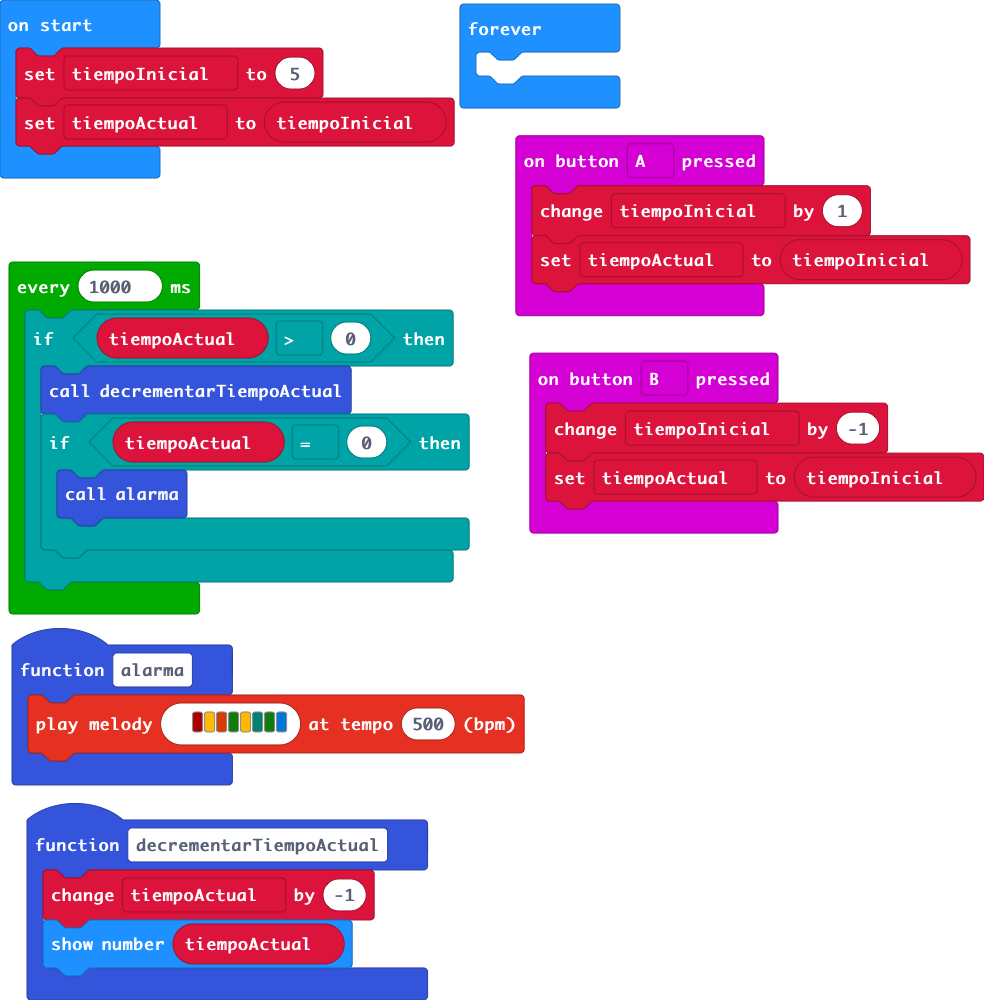 on start
set tiempoInicial to 5
set tiempoActual to tiempoInicial
forever
on button A pressed
change tiempoInicial by 1
set tiempoActual to tiempoInicial
every 1000 ms
if tiempoActual > 0 then
call decrementarTiempoActual
if tiempoActual = 0 then
call alarma
on button B pressed
change tiempoInicial by -1
set tiempoActual to tiempoInicial
function alarma
play melody at tempo 500 (bpm)
function decrementarTiempoActual
change tiempoActual by -1
show number tiempoActual